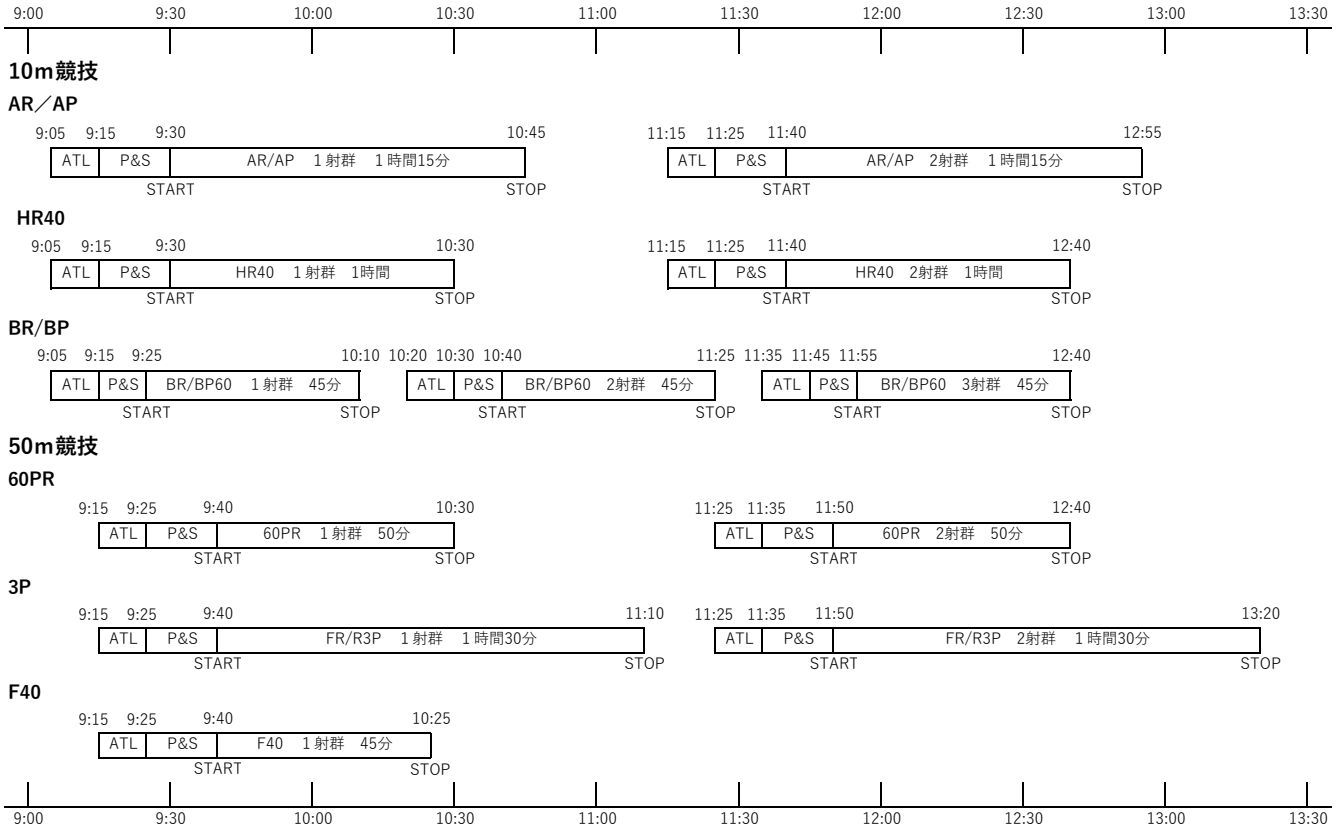 9:00 9:30 10:00 10:30 11:00 11:30 12:00 12:30 13:00 13:30
10m競技
AR／AP
9:05 9:15 9:30 10:45 11:15 11:25 11:40 12:55
ATL P&S AR/AP 1射群 1時間15分 ATL P&S AR/AP 2射群 1時間15分
START STOP START STOP
HR40
9:05 9:15 9:30 10:30 11:15 11:25 11:40 12:40
ATL P&S HR40 1射群 1時間 ATL P&S HR40 2射群 1時間
START STOP START STOP
BR/BP
9:05 9:15 9:25 10:10 10:20 10:30 10:40 11:25 11:35 11:45 11:55 12:40
ATL P&S BR/BP60 1射群 45分 ATL P&S BR/BP60 2射群 45分 ATL P&S BR/BP60 3射群 45分
START STOP START STOP START STOP
50m競技
60PR
9:15 9:25 9:40 10:30 11:25 11:35 11:50 12:40
ATL P&S 60PR 1射群 50分 ATL P&S 60PR 2射群 50分
START STOP START STOP
3P
9:15 9:25 9:40 11:10 11:25 11:35 11:50 13:20
ATL P&S FR/R3P 1射群 1時間30分 ATL P&S FR/R3P 2射群 1時間30分
START STOP START STOP
F40
9:15 9:25 9:40 10:25
ATL P&S F40 1射群 45分
START STOP
9:00 9:30 10:00 10:30 11:00 11:30 12:00 12:30 13:00 13:30